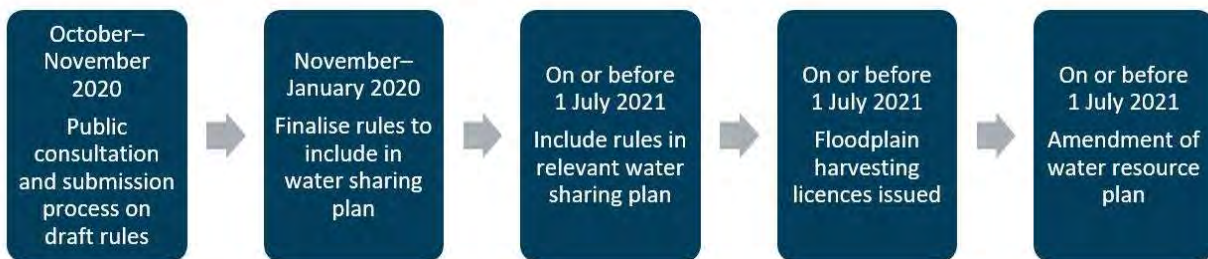 October–
November
2020
Public
consultation
and submission
process on
draft rules
November–
January 2020
Finalise rules to
include in
water sharing
plan
On or before
1 July 2021
Include rules in
relevant water
sharing plan
On or before
1 July 2021
Floodplain
harvesting
licences issued
On or before
1 July 2021
Amendment of
water resource
plan